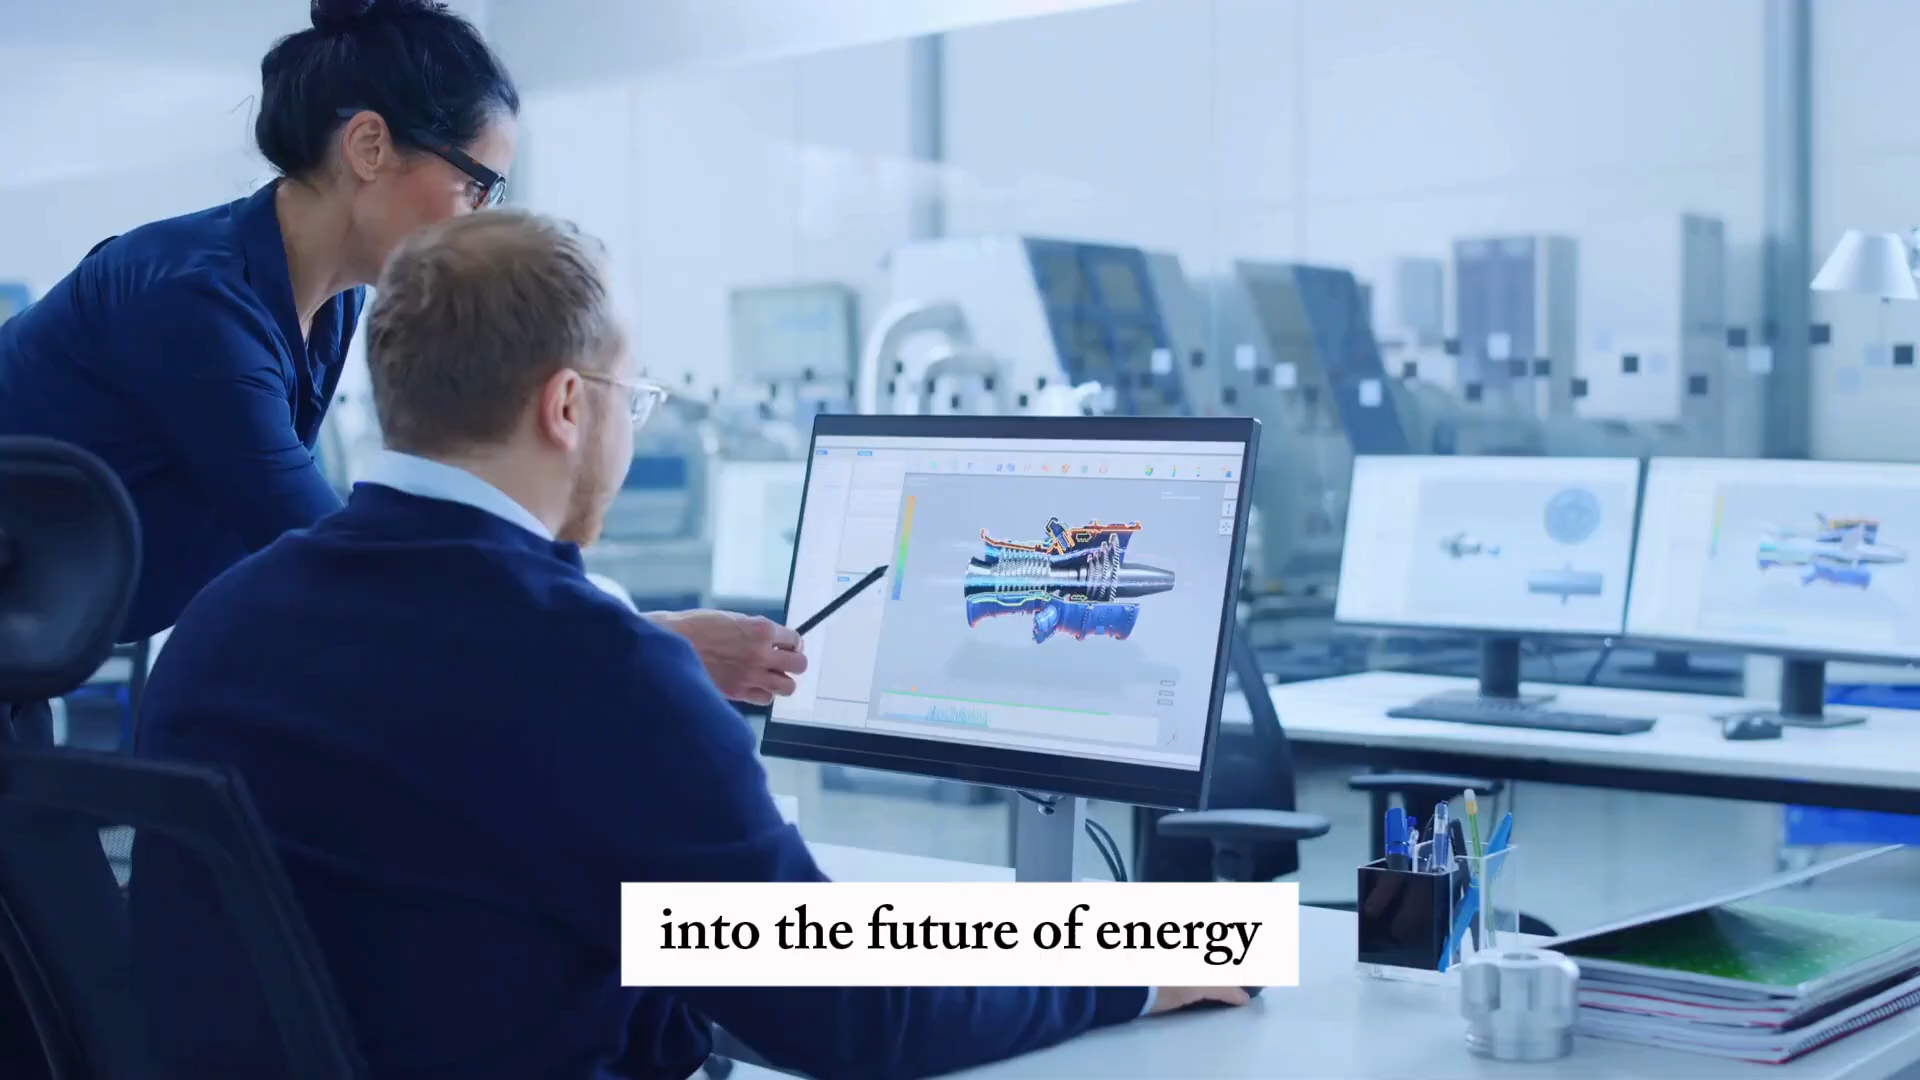 into the future of energy